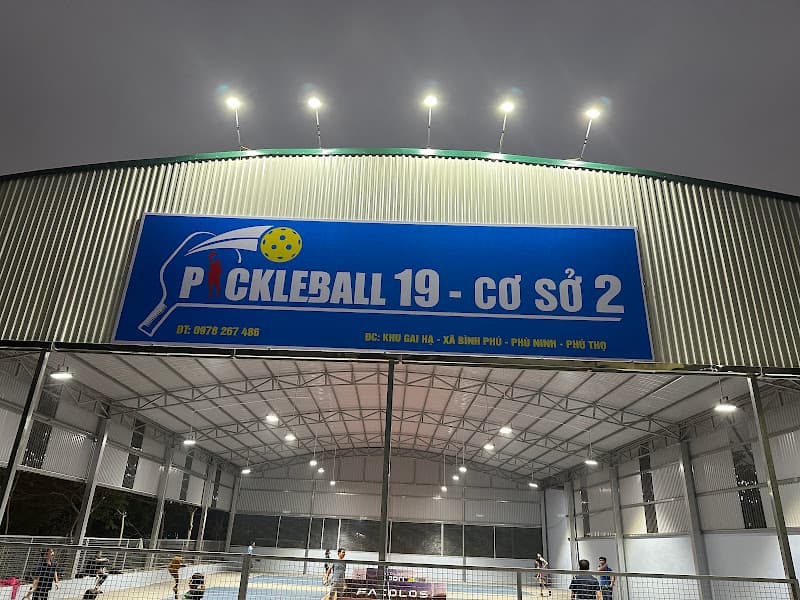 PICKLEBALL 19 - CƠ SỞ 2
ĐT: 0978 267 486
ĐC: KHU GAI HẠ - XÃ BÌNH PHÚ - PHÙ NINH - PHÚ THỌ